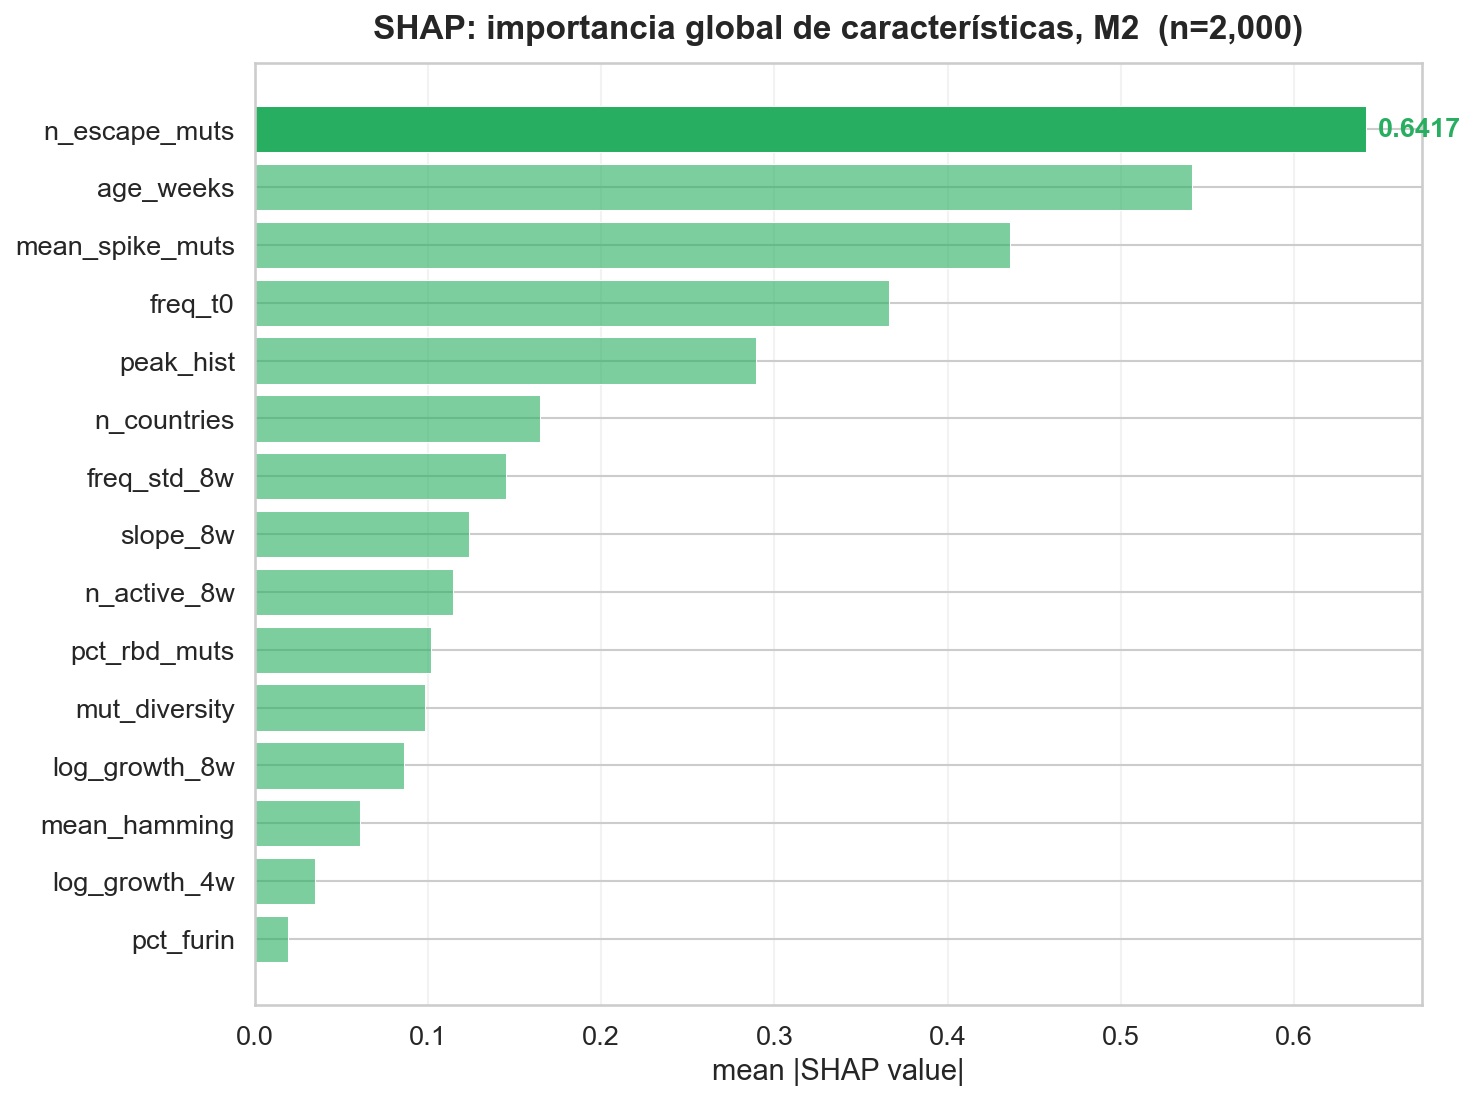 SHAP: importancia global de características, M2  (n=2,000)
n_escape_muts
0.6417
age_weeks
mean_spike_muts
freq_t0
peak_hist
n_countries
freq_std_8w
slope_8w
n_active_8w
pct_rbd_muts
mut_diversity
log_growth_8w
mean_hamming
log_growth_4w
pct_furin
0.0 0.1 0.2 0.3 0.4 0.5 0.6
mean |SHAP value|